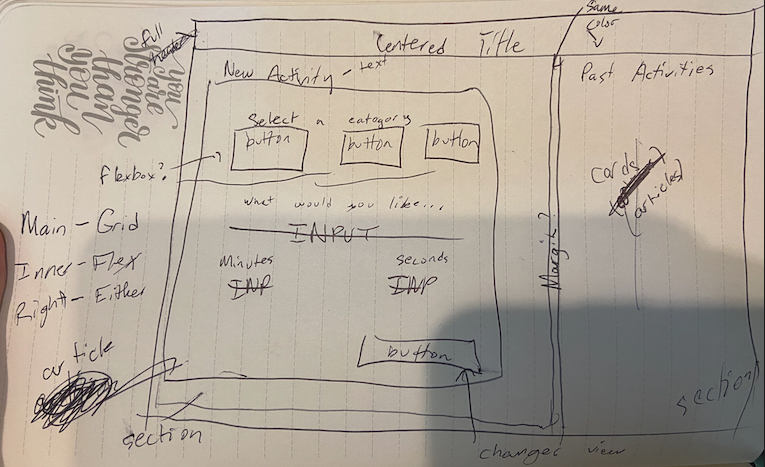 you
are
stronger
than
you
think
full
header
Same
color
Centered Title
New Activity - text
Past Activities
Select a category
button
button
button
flexbox?
what would you like...
INPUT
Minutes
seconds
INP
INP
button
Main - Grid
Inner - Flex
Right - Either
article
section
changes view
Margin?
cards
(articles)
section